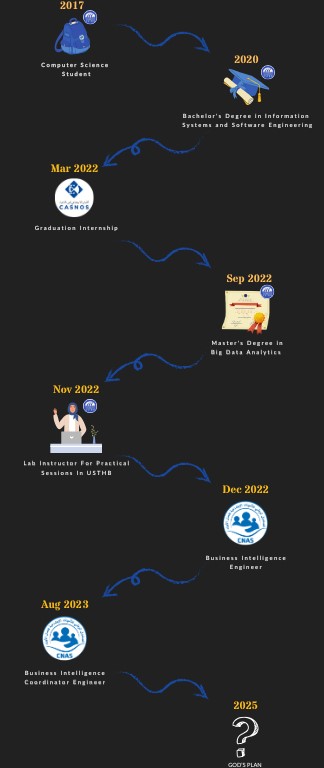 2017
Computer Science
Student
2020
Bachelor's Degree in Information
Systems and Software Engineering
Mar 2022
CASNOS
Graduation Internship
Sep 2022
Master's Degree in
Big Data Analytics
Nov 2022
Lab Instructor For Practical
Sessions in USTHB
Dec 2022
CNAS
Business Intelligence
Engineer
Aug 2023
CNAS
Business Intelligence
Coordinator Engineer
2025
?
GOD'S PLAN